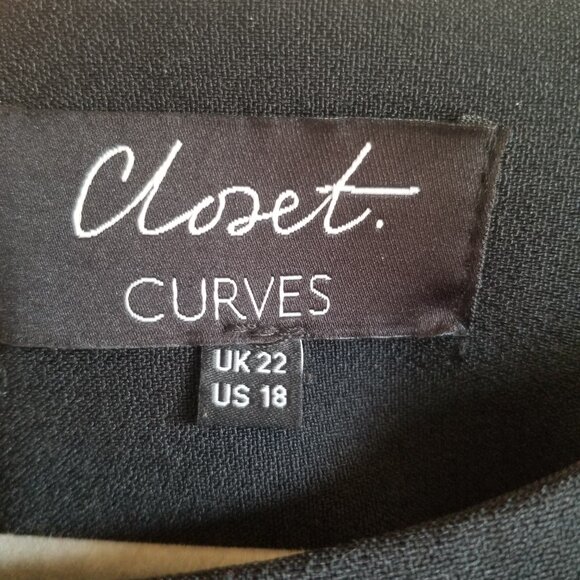 Closet.
CURVES
UK 22
US 18